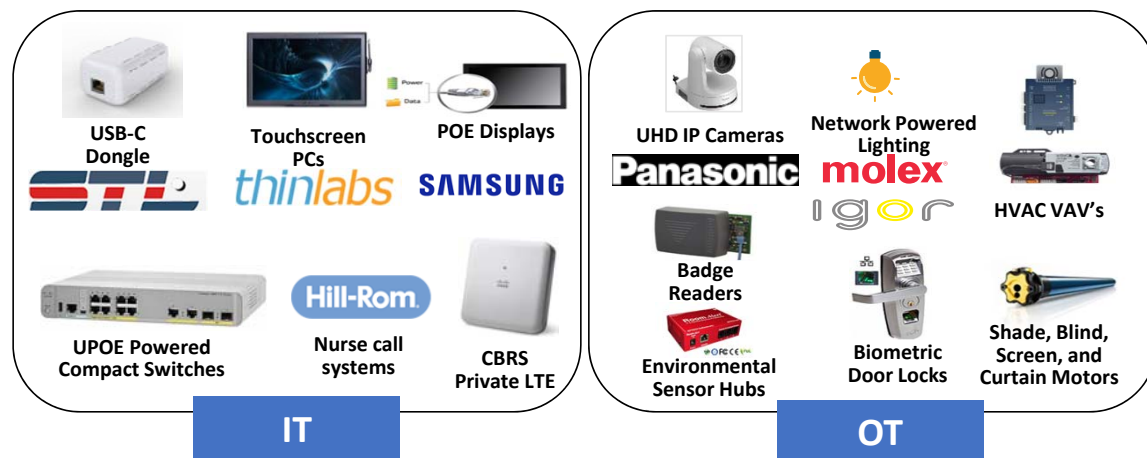 USB-C
Dongle
STL
Touchscreen
PCs
thinlabs
Power
Data
POE Displays
SAMSUNG
UPOE Powered
Compact Switches
Hill-Rom
Nurse call
systems
CBRS
Private LTE
IT
UHD IP Cameras
Panasonic
Network Powered
Lighting
molex
igor
HVAC VAV's
Badge
Readers
Room Alert
Environmental
Sensor Hubs
Biometric
Door Locks
Shade, Blind,
Screen, and
Curtain Motors
OT